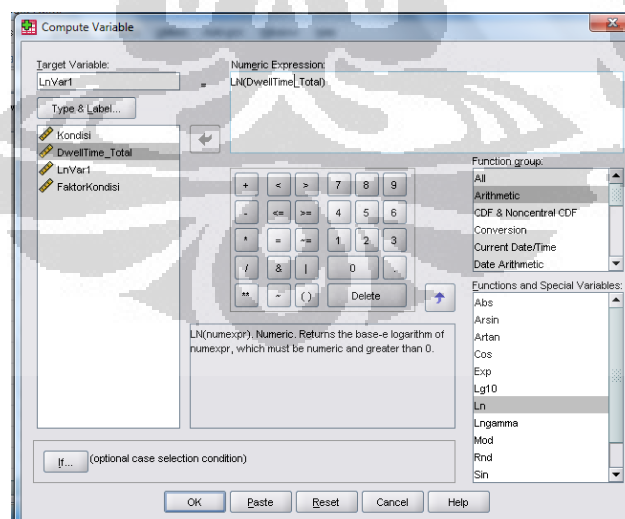 Compute Variable
Target Variable:
LnVar1
=
Numeric Expression:
LN(DwellTime_Total)
Type & Label...
Kondisi
DwellTime_Total
LnVar1
FaktorKondisi
+ < > 7 8 9
- <= >= 4 5 6
* = ~= 1 2 3
/ & | 0 .
** ~ ( ) Delete
Function group:
All
Arithmetic
CDF & Noncentral CDF
Conversion
Current Date/Time
Date Arithmetic
Functions and Special Variables:
Abs
Arsin
Artan
Cos
Exp
Lg10
Ln
Lngamma
Mod
Rnd
Sin
LN(numexpr). Numeric. Returns the base-e logarithm of
numexpr, which must be numeric and greater than 0.
If... (optional case selection condition)
OK Paste Reset Cancel Help